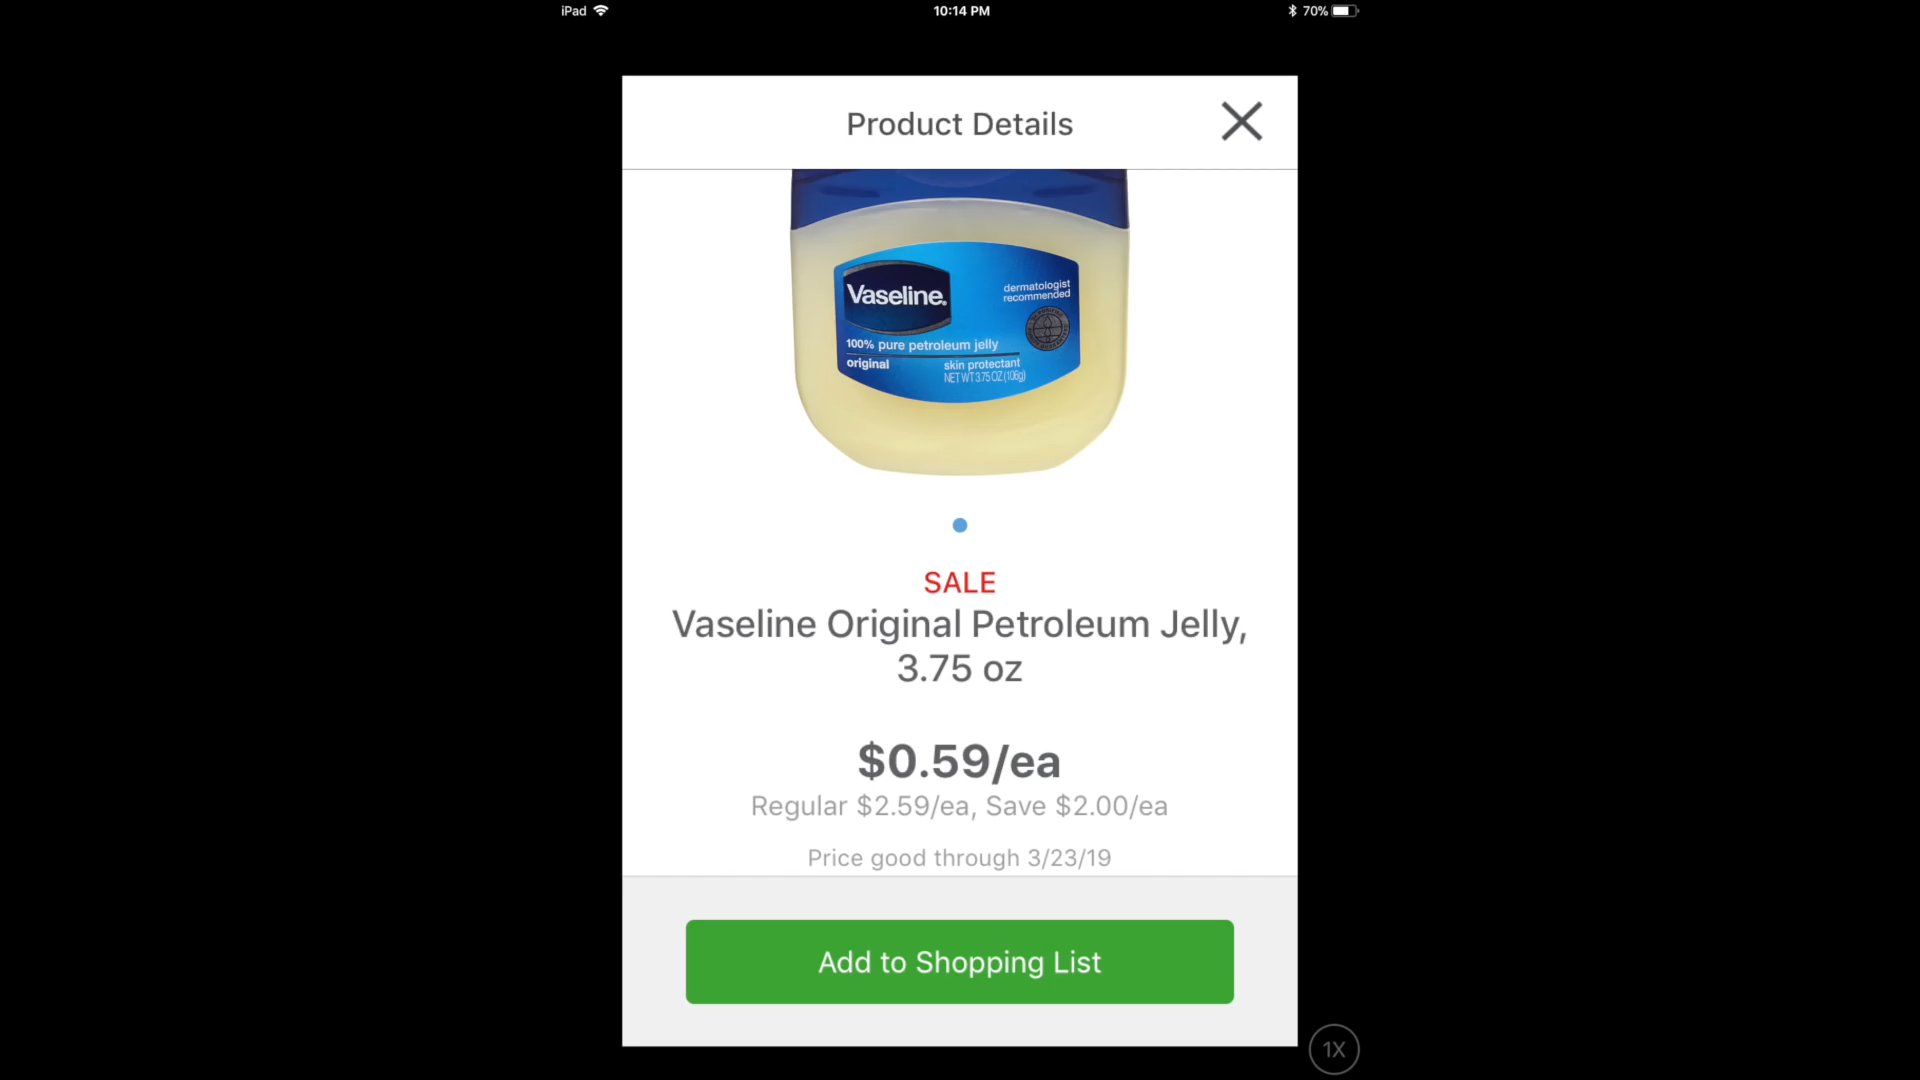 iPad 10:14 PM 70%
Product Details
Vaseline.
dermatologist
recommended
100% pure petroleum jelly
original
skin protectant
NET WT 3.75 OZ (106g)
SALE
Vaseline Original Petroleum Jelly,
3.75 oz
$0.59/ea
Regular $2.59/ea, Save $2.00/ea
Price good through 3/23/19
Add to Shopping List
1X